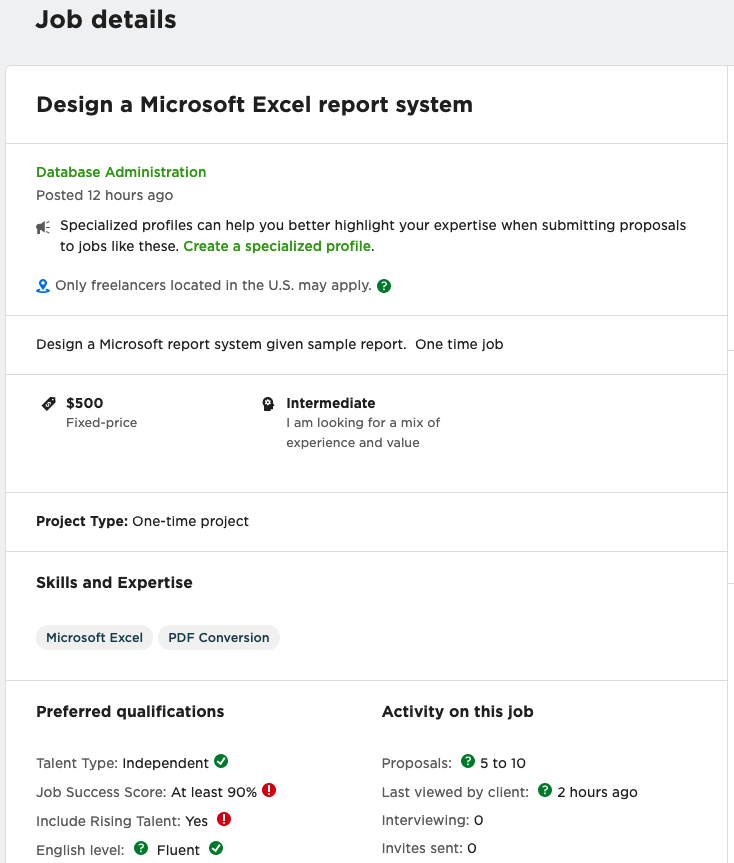 Job details
Design a Microsoft Excel report system
Database Administration
Posted 12 hours ago
Specialized profiles can help you better highlight your expertise when submitting proposals
to jobs like these. Create a specialized profile.
Only freelancers located in the U.S. may apply. ?
Design a Microsoft report system given sample report.  One time job
$500
Fixed-price
Intermediate
I am looking for a mix of
experience and value
Project Type: One-time project
Skills and Expertise
Microsoft Excel PDF Conversion
Preferred qualifications
Talent Type: Independent
Job Success Score: At least 90% !
Include Rising Talent: Yes !
English level: ? Fluent
Activity on this job
Proposals: ? 5 to 10
Last viewed by client: ? 2 hours ago
Interviewing: 0
Invites sent: 0